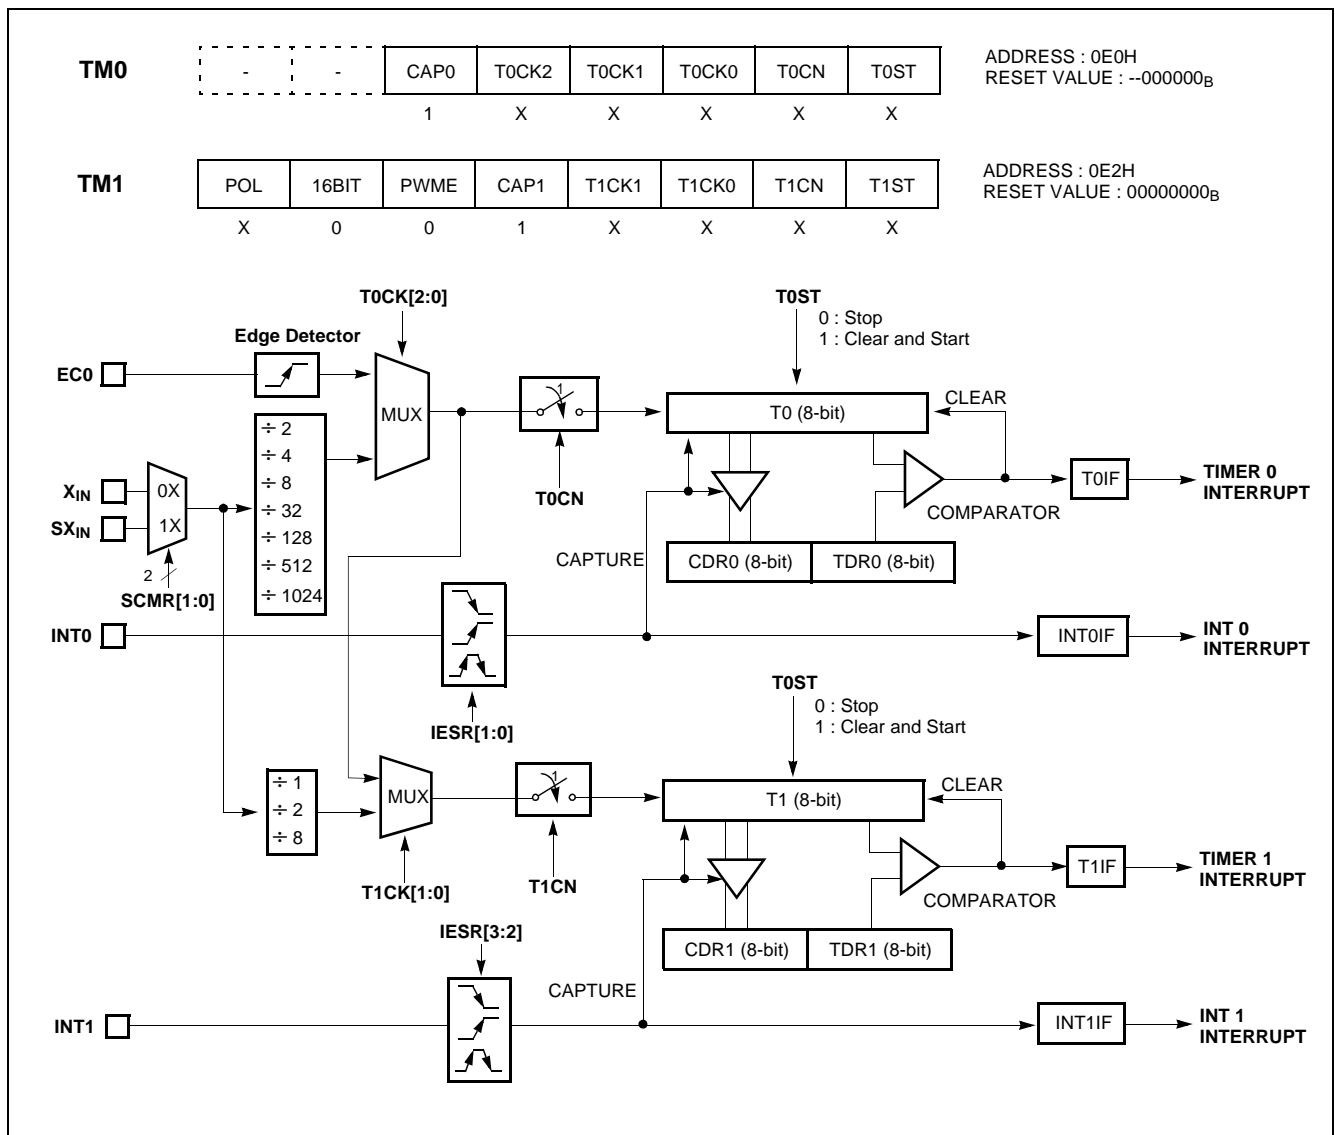 TM0
- - CAP0 T0CK2 T0CK1 T0CK0 T0CN T0ST
ADDRESS : 0E0H
RESET VALUE : --000000B
1 X X X X X
TM1
POL 16BIT PWME CAP1 T1CK1 T1CK0 T1CN T1ST
ADDRESS : 0E2H
RESET VALUE : 00000000B
X 0 0 1 X X X X
T0CK[2:0]
T0ST
0 : Stop
1 : Clear and Start
Edge Detector
EC0
MUX
1
T0 (8-bit)
CLEAR
÷ 2
÷ 4
÷ 8
÷ 32
÷ 128
÷ 512
÷ 1024
XIN
SXIN
0X
1X
2
SCMR[1:0]
T0CN
COMPARATOR
T0IF
TIMER 0
INTERRUPT
CAPTURE
CDR0 (8-bit)
TDR0 (8-bit)
INT0
IESR[1:0]
INT0IF
INT 0
INTERRUPT
T0ST
0 : Stop
1 : Clear and Start
÷ 1
÷ 2
÷ 8
MUX
1
T1 (8-bit)
CLEAR
T1CK[1:0]
T1CN
COMPARATOR
T1IF
TIMER 1
INTERRUPT
IESR[3:2]
CAPTURE
CDR1 (8-bit)
TDR1 (8-bit)
INT1
INT1IF
INT 1
INTERRUPT